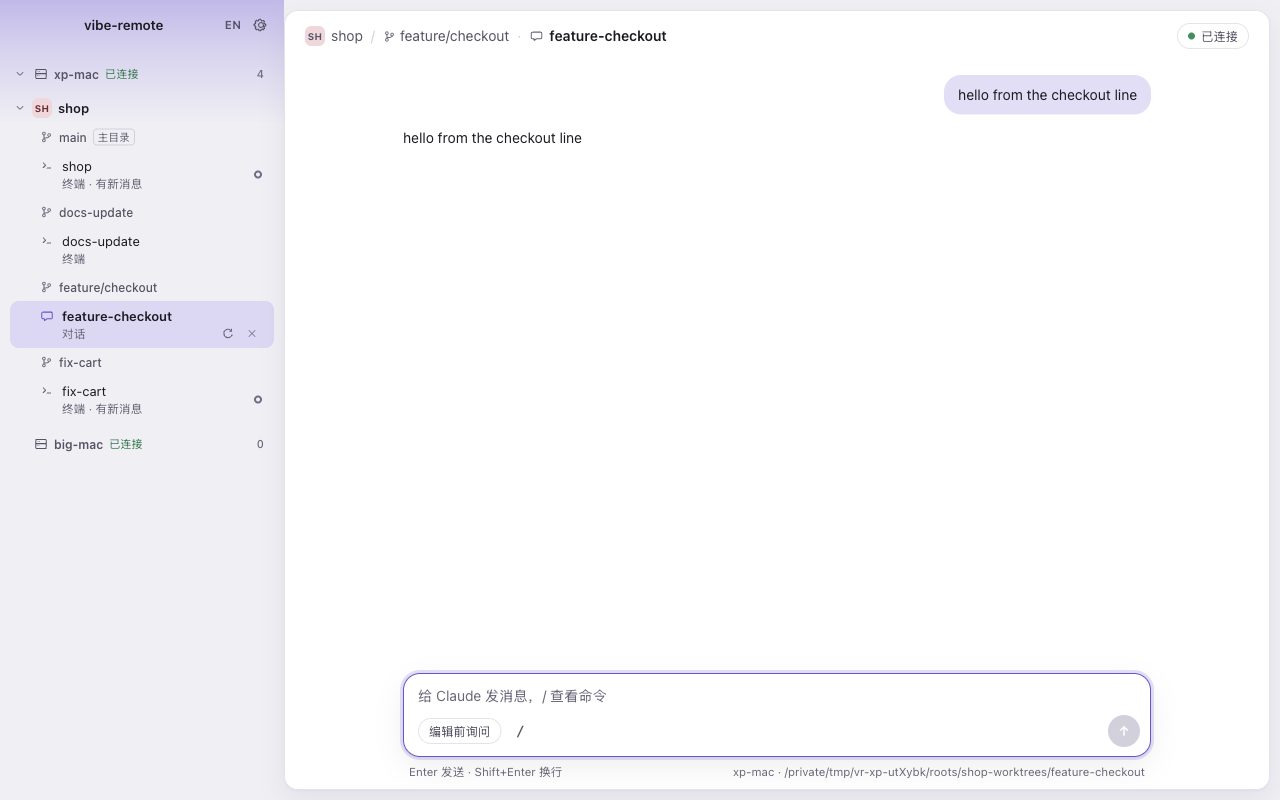 vibe-remote
EN
xp-mac 已连接 4
SH shop
main 主目录
shop
终端 · 有新消息
docs-update
docs-update
终端
feature/checkout
feature-checkout
对话
fix-cart
fix-cart
终端 · 有新消息
big-mac 已连接 0
SH shop / feature/checkout · feature-checkout
已连接
hello from the checkout line
hello from the checkout line
给 Claude 发消息，/ 查看命令
编辑前询问 /
Enter 发送 · Shift+Enter 换行
xp-mac · /private/tmp/vr-xp-utXybk/roots/shop-worktrees/feature-checkout